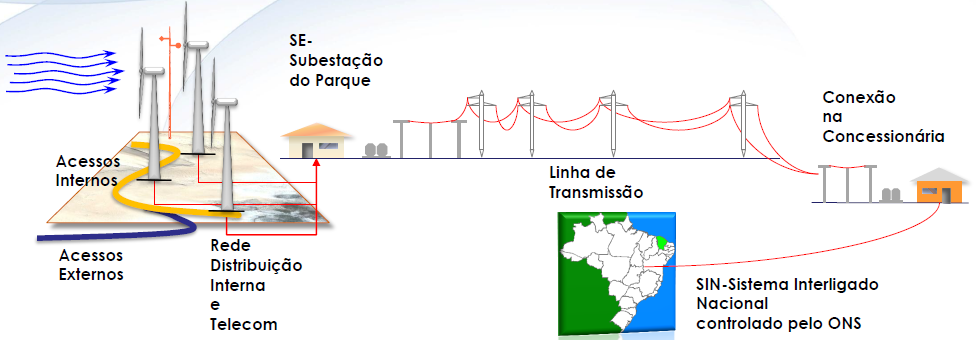 SE-
Subestação
do Parque
Conexão
na
Concessionária
Acessos
Internos
Linha de
Transmissão
Acessos
Externos
Rede
Distribuição
Interna
e
Telecom
SIN-Sistema Interligado
Nacional
controlado pelo ONS